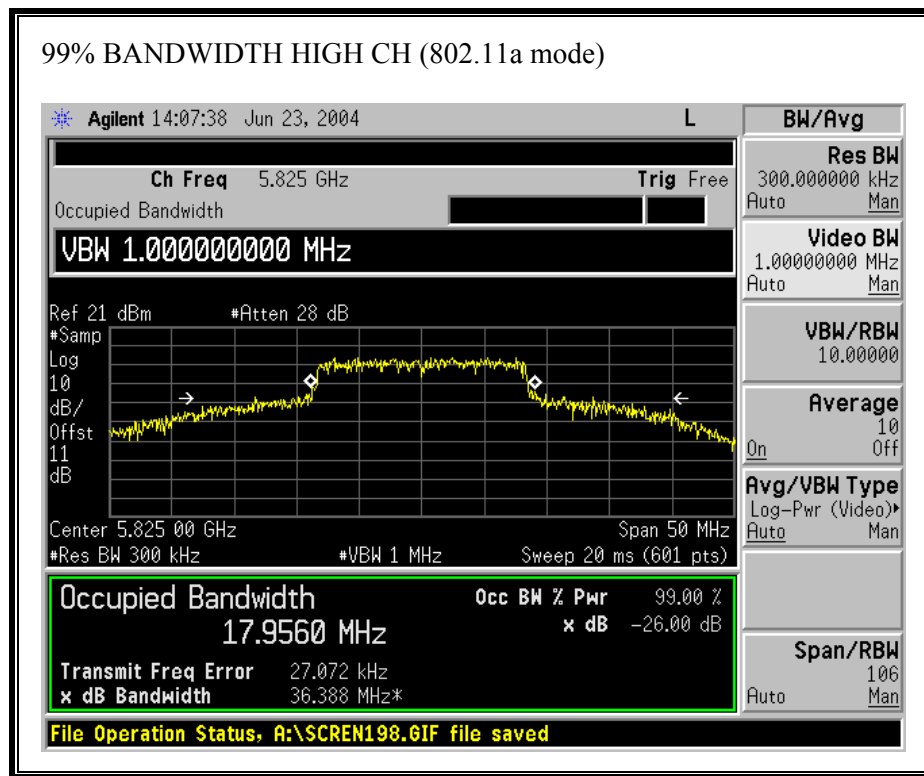 99% BANDWIDTH HIGH CH (802.11a mode)
Agilent 14:07:38 Jun 23, 2004 L
Ch Freq 5.825 GHz Trig Free
Occupied Bandwidth
VBW 1.000000000 MHz
Ref 21 dBm #Atten 28 dB
#Samp
Log
10
dB/
Offst
11
dB
Center 5.825 00 GHz Span 50 MHz
#Res BW 300 kHz #VBW 1 MHz Sweep 20 ms (601 pts)
Occupied Bandwidth Occ BW % Pwr 99.00 %
17.9560 MHz x dB -26.00 dB
Transmit Freq Error 27.072 kHz
x dB Bandwidth 36.388 MHz*
File Operation Status, A:\SCREN198.GIF file saved
BW/Avg
Res BW
300.000000 kHz
Auto Man
Video BW
1.00000000 MHz
Auto Man
VBW/RBW
10.00000
Average
10
On Off
Avg/VBW Type
Log-Pwr (Video)
Auto Man
Span/RBW
106
Auto Man